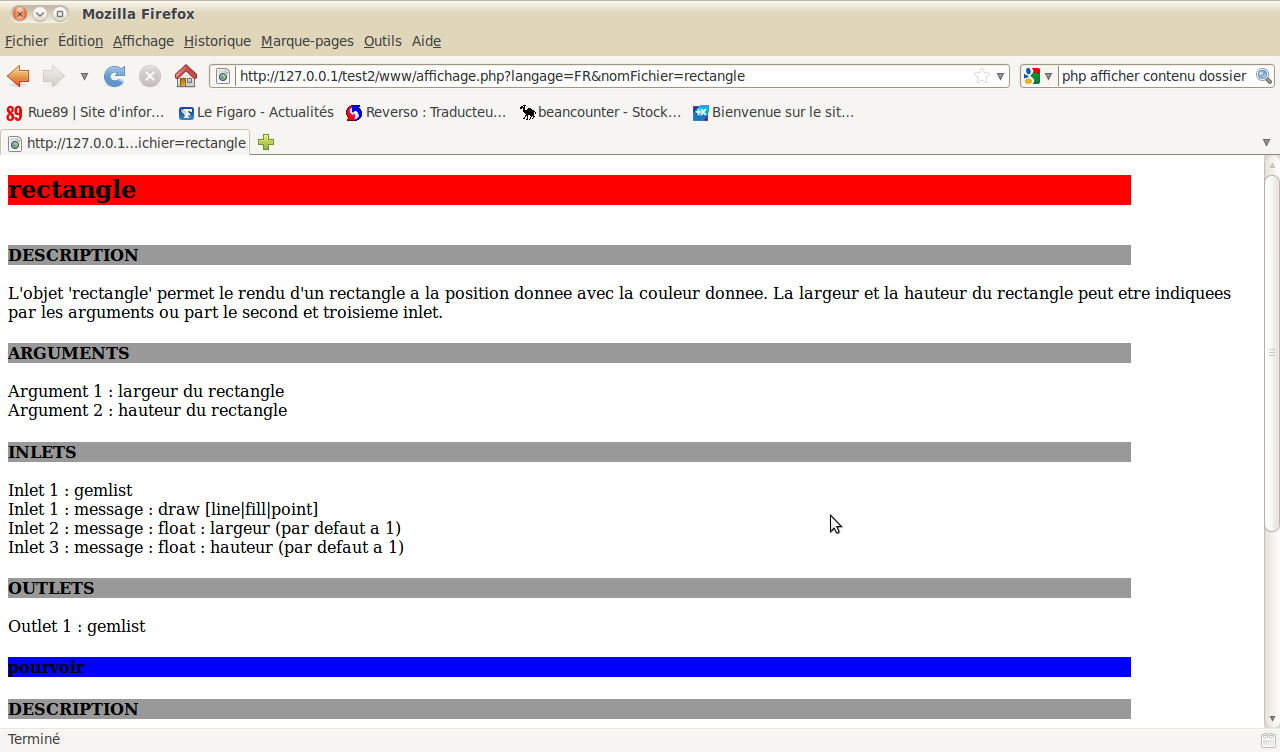 Mozilla Firefox
Fichier Édition Affichage Historique Marque-pages Outils Aide
http://127.0.0.1/test2/www/affichage.php?langage=FR&nomFichier=rectangle php afficher contenu dossier
89 Rue89 | Site d'infor... Le Figaro - Actualités Reverso : Traducteu... beancounter - Stock... Bienvenue sur le sit...
http://127.0.0.1...ichier=rectangle
rectangle
DESCRIPTION
L'objet 'rectangle' permet le rendu d'un rectangle a la position donnee avec la couleur donnee. La largeur et la hauteur du rectangle peut etre indiquees
par les arguments ou part le second et troisieme inlet.
ARGUMENTS
Argument 1 : largeur du rectangle
Argument 2 : hauteur du rectangle
INLETS
Inlet 1 : gemlist
Inlet 1 : message : draw [line|fill|point]
Inlet 2 : message : float : largeur (par defaut a 1)
Inlet 3 : message : float : hauteur (par defaut a 1)
OUTLETS
Outlet 1 : gemlist
pourvoir
DESCRIPTION
Terminé